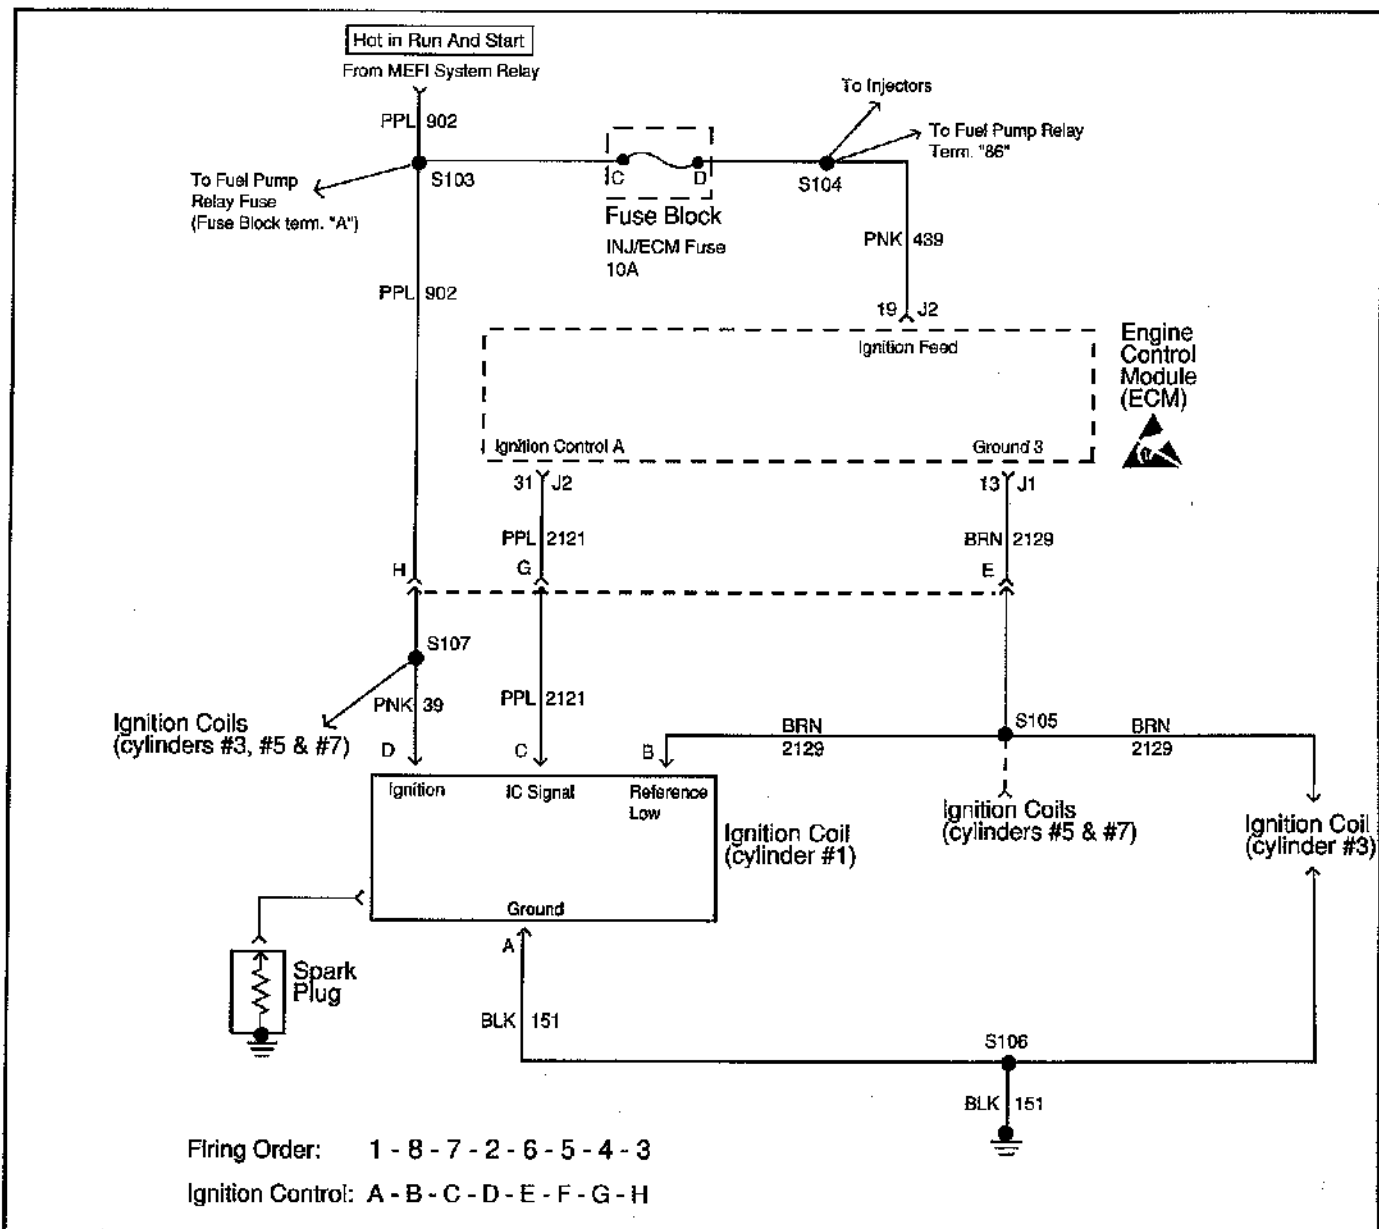 Hot in Run And Start
From MEFI System Relay
PPL 902
To Injectors
To Fuel Pump Relay
Term. "86"
S103
C D
S104
To Fuel Pump
Relay Fuse
(Fuse Block term. "A")
Fuse Block
INJ/ECM Fuse
10A
PNK 439
PPL 902
19 J2
Ignition Feed
Engine
Control
Module
(ECM)
Ignition Control A
Ground 3
31 J2
13 J1
PPL 2121
BRN 2129
H
G
E
S107
PNK 39
PPL 2121
Ignition Coils
(cylinders #3, #5 & #7)
D
C
B
BRN
2129
S105
BRN
2129
Ignition
IC Signal
Reference
Low
Ignition Coil
(cylinder #1)
Ignition Coils
(cylinders #5 & #7)
Ignition Coil
(cylinder #3)
Ground
A
Spark
Plug
BLK 151
S106
BLK 151
Firing Order: 1 - 8 - 7 - 2 - 6 - 5 - 4 - 3
Ignition Control: A - B - C - D - E - F - G - H